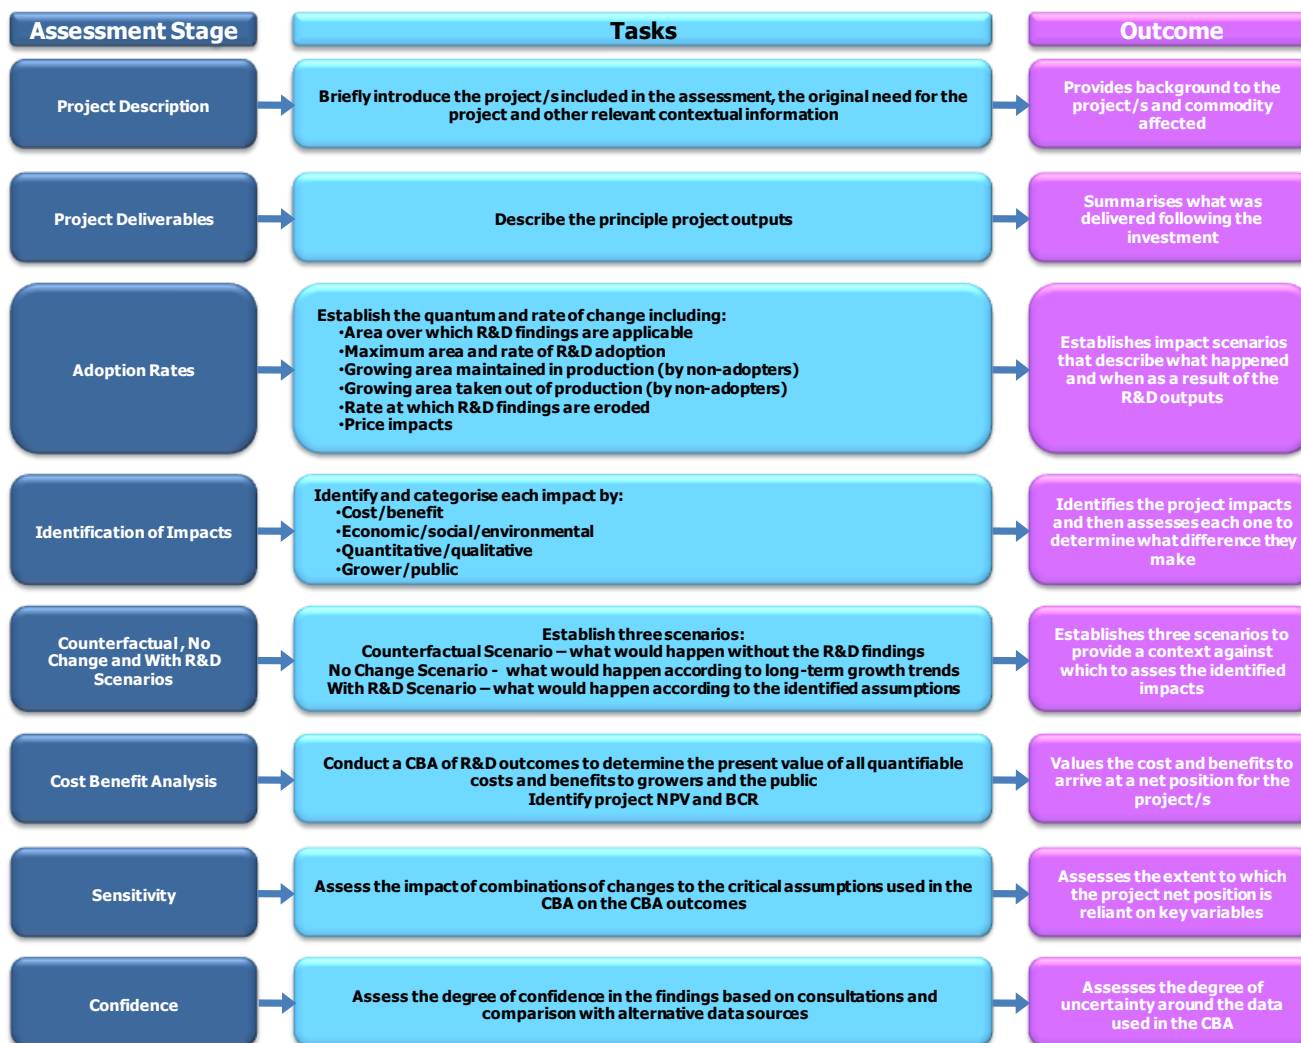 Assessment Stage
Tasks
Outcome
Project Description
Briefly introduce the project/s included in the assessment, the original need for the
project and other relevant contextual information
Provides background to the
project/s and commodity
affected
Project Deliverables
Describe the principle project outputs
Summarises what was
delivered following the
investment
Adoption Rates
Establish the quantum and rate of change including:
•Area over which R&D findings are applicable
•Maximum area and rate of R&D adoption
•Growing area maintained in production (by non-adopters)
•Growing area taken out of production (by non-adopters)
•Rate at which R&D findings are eroded
•Price impacts
Establishes impact scenarios
that describe what happened
and when as a result of the
R&D outputs
Identification of Impacts
Identify and categorise each impact by:
•Cost/benefit
•Economic/social/environmental
•Quantitative/qualitative
•Grower/public
Identifies the project impacts
and then assesses each one to
determine what difference they
make
Counterfactual , No
Change and With R&D
Scenarios
Establish three scenarios:
Counterfactual Scenario – what would happen without the R&D findings
No Change Scenario - what would happen according to long-term growth trends
With R&D Scenario – what would happen according to the identified assumptions
Establishes three scenarios to
provide a context against
which to asses the identified
impacts
Cost Benefit Analysis
Conduct a CBA of R&D outcomes to determine the present value of all quantifiable
costs and benefits to growers and the public
Identify project NPV and BCR
Values the cost and benefits to
arrive at a net position for the
project/s
Sensitivity
Assess the impact of combinations of changes to the critical assumptions used in the
CBA on the CBA outcomes
Assesses the extent to which
the project net position is
reliant on key variables
Confidence
Assess the degree of confidence in the findings based on consultations and
comparison with alternative data sources
Assesses the degree of
uncertainty around the data
used in the CBA